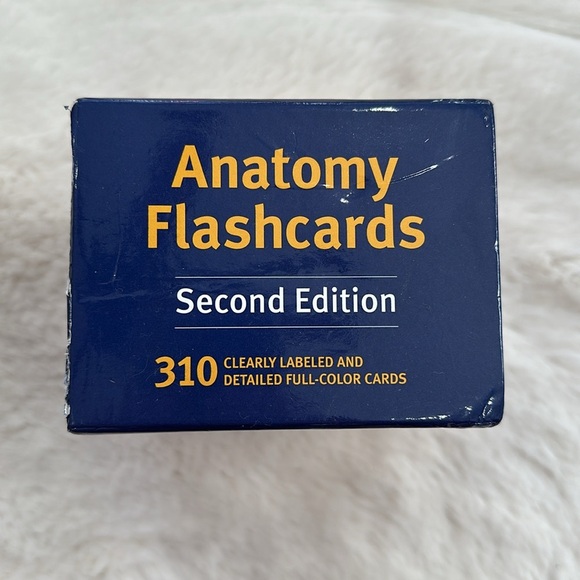 Anatomy
Flashcards
Second Edition
310 CLEARLY LABELED AND
DETAILED FULL-COLOR CARDS